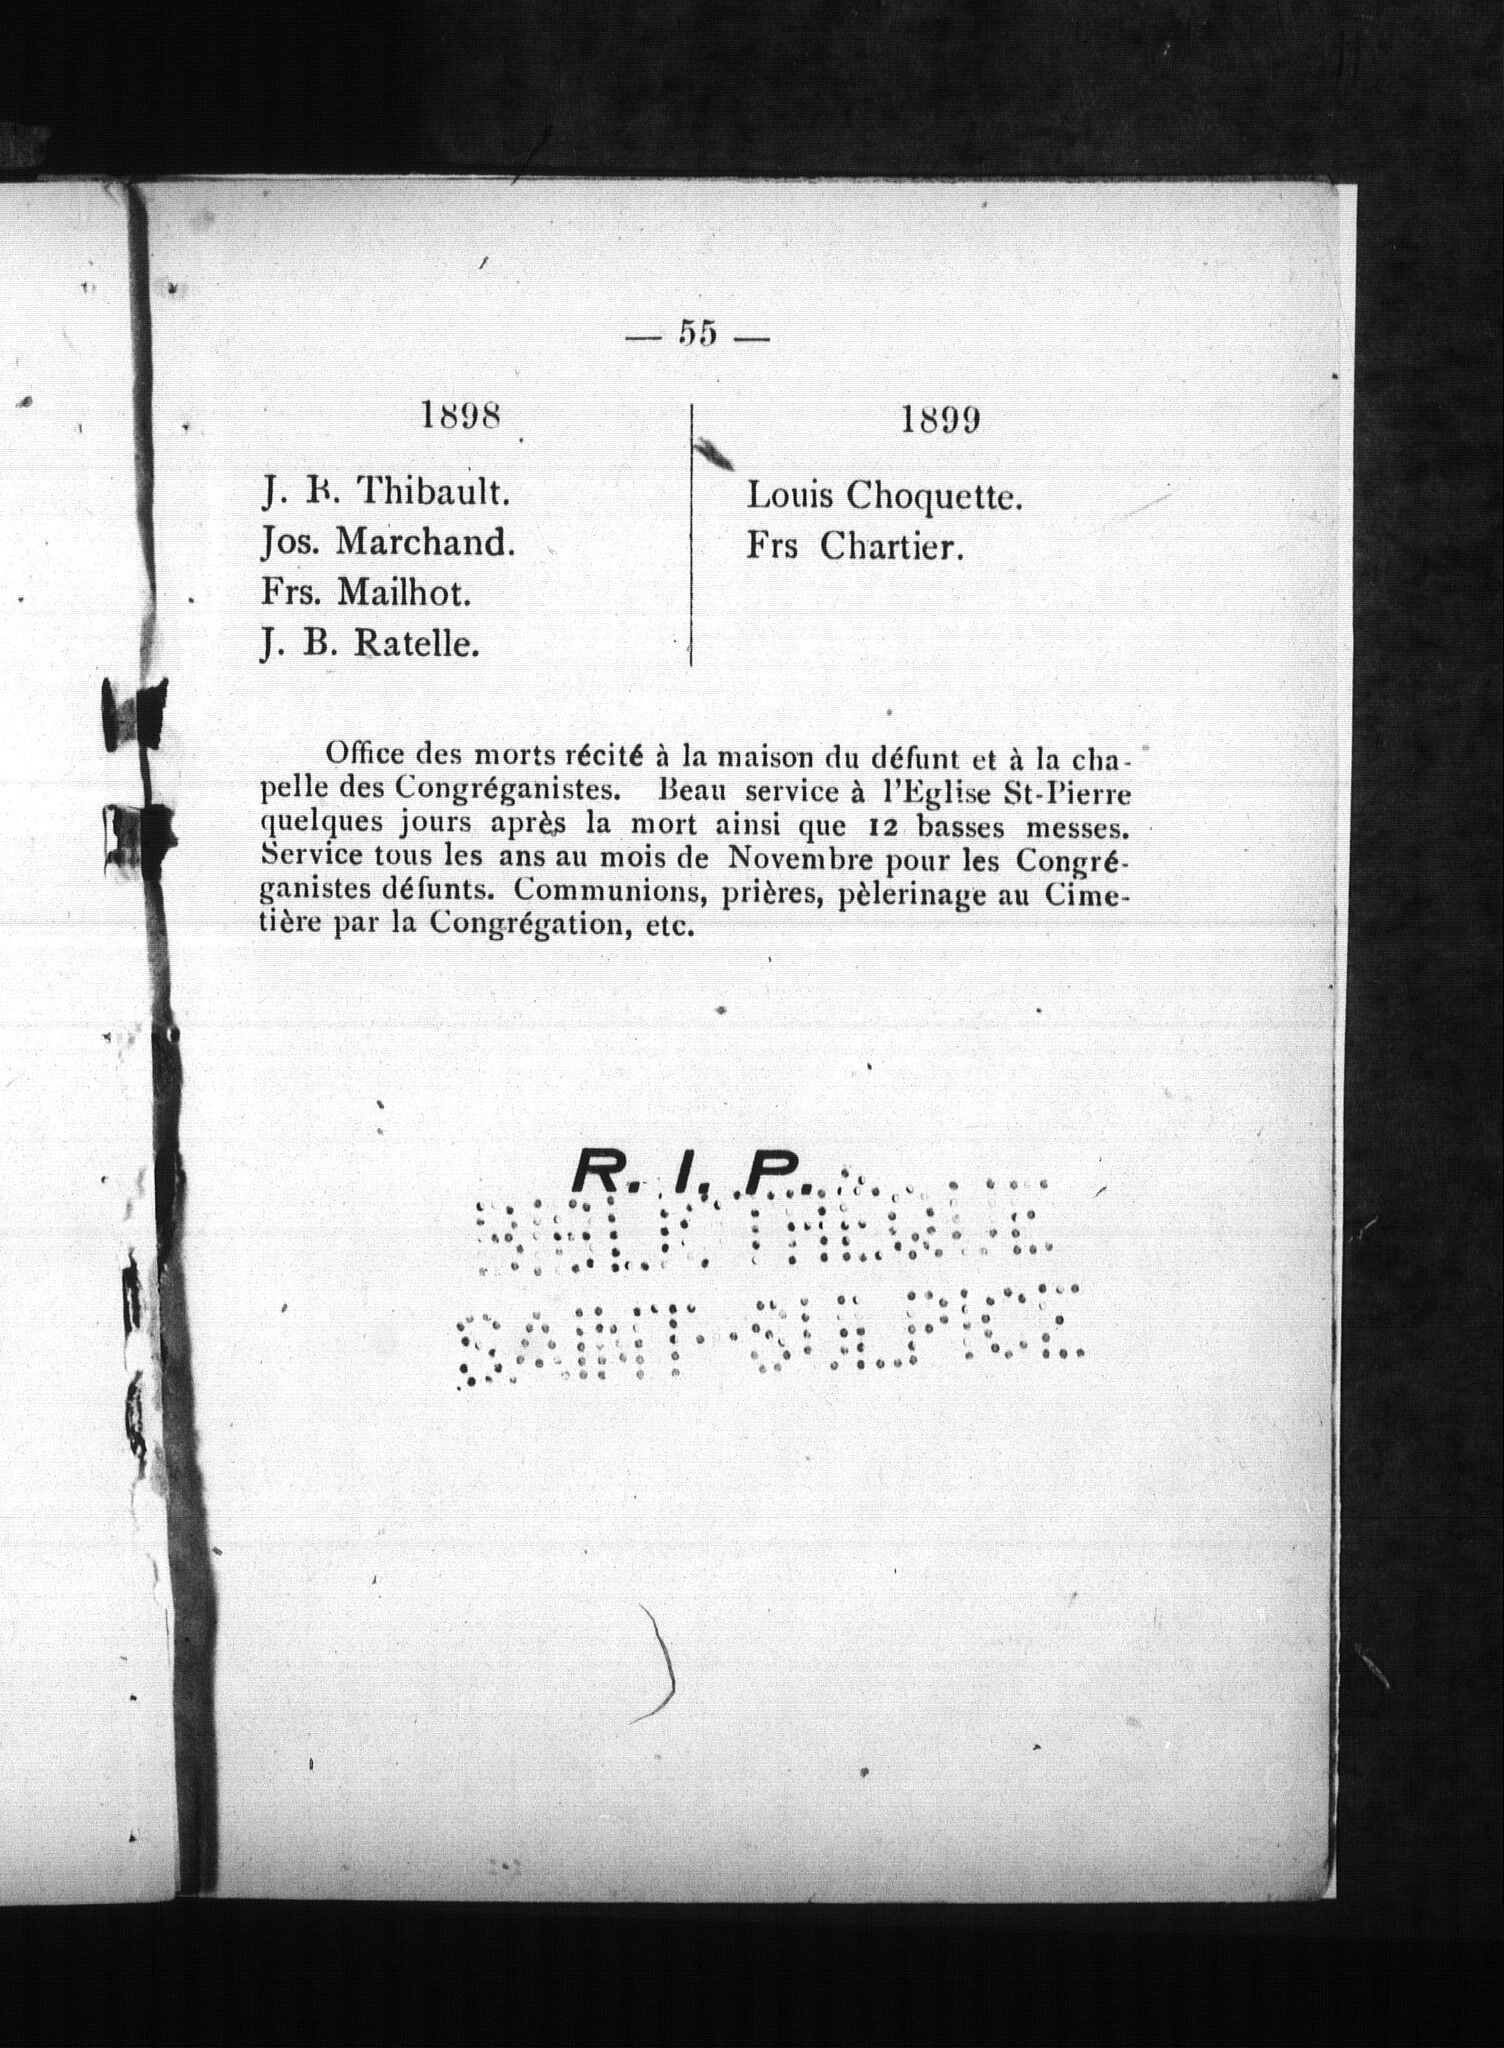 — 55 —
1898
J. R. Thibault.
Jos. Marchand.
Frs. Mailhot.
J. B. Ratelle.
1899
Louis Choquette.
Frs Chartier.
Office des morts récité à la maison du défunt et à la cha-
pelle des Congréganistes. Beau service à l'Eglise St-Pierre
quelques jours après la mort ainsi que 12 basses messes.
Service tous les ans au mois de Novembre pour les Congré-
ganistes défunts. Communions, prières, pèlerinage au Cime-
tière par la Congrégation, etc.
R. I. P.
BIBLIOTHEQUE
SAINT-SULPICE